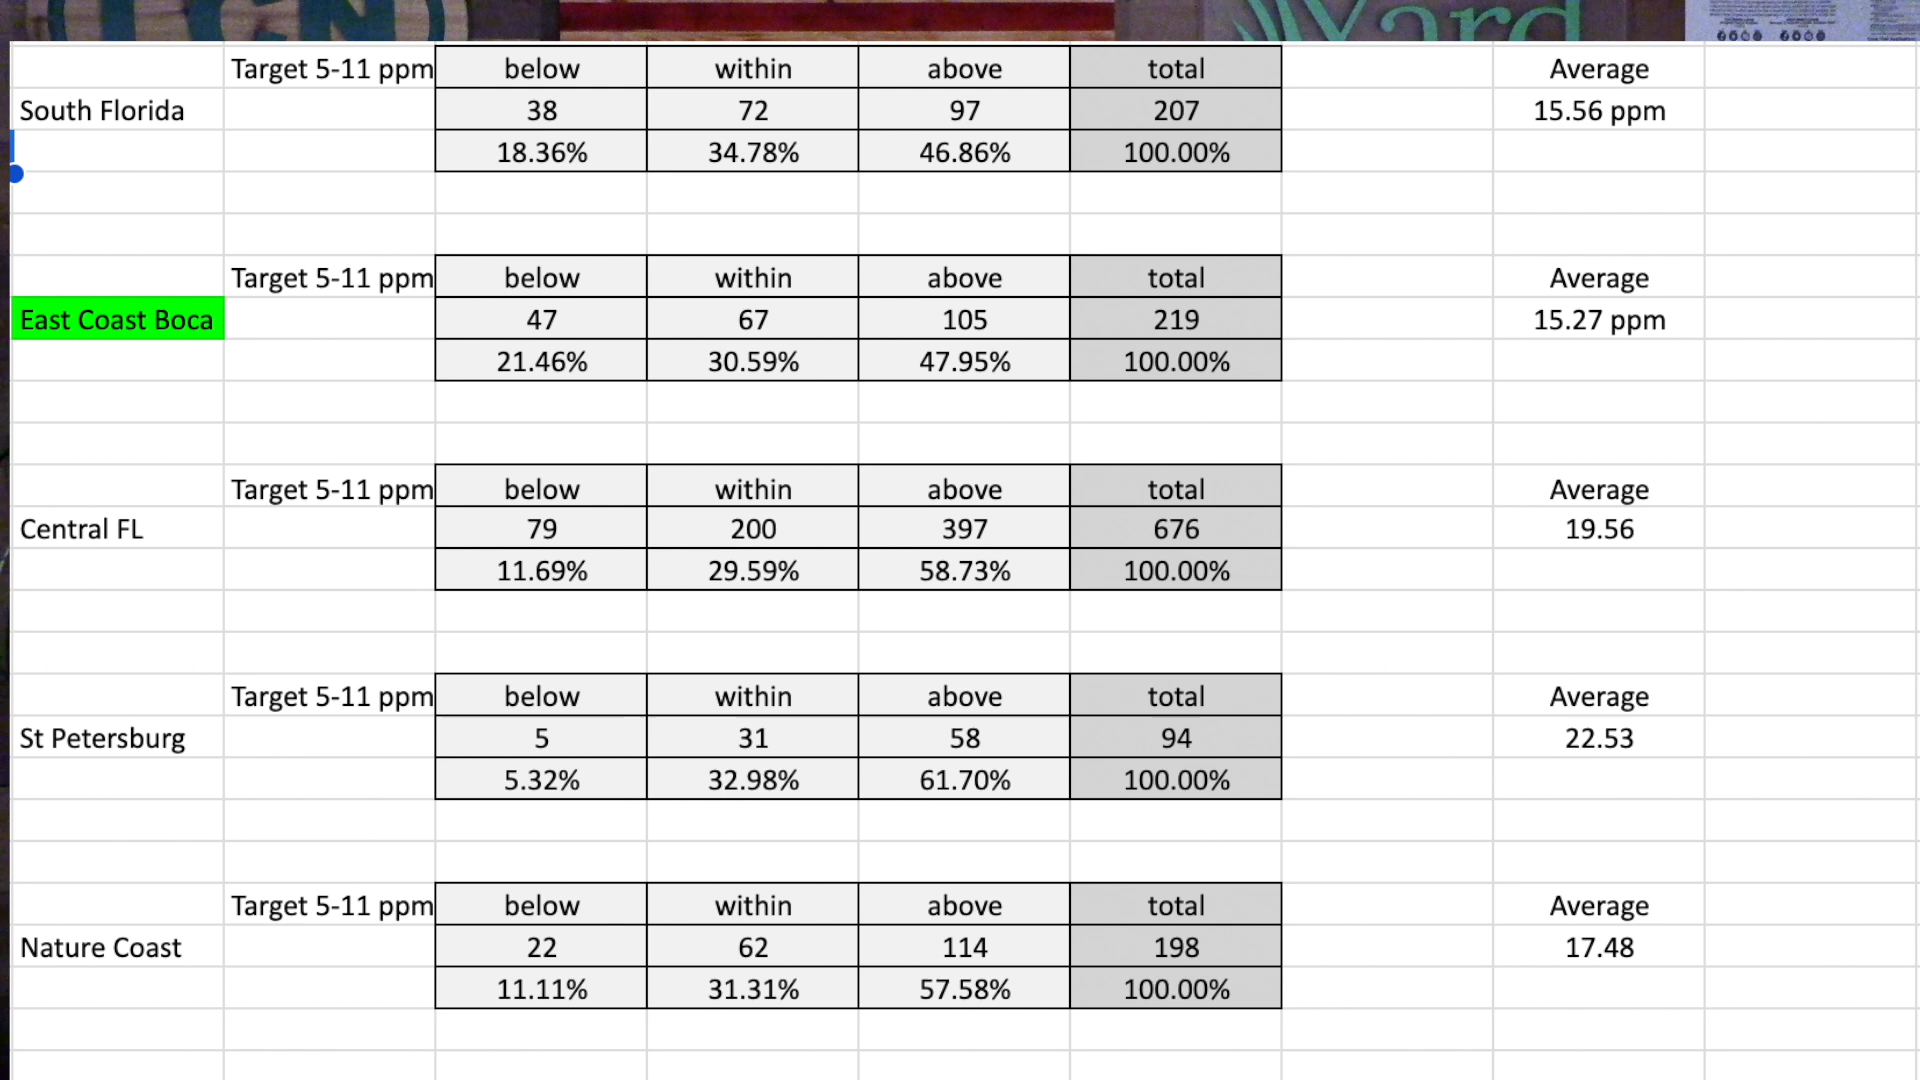 LCN
Yard
Target 5-11 ppm below within above total Average
South Florida 38 72 97 207 15.56 ppm
18.36% 34.78% 46.86% 100.00%
Target 5-11 ppm below within above total Average
East Coast Boca 47 67 105 219 15.27 ppm
21.46% 30.59% 47.95% 100.00%
Target 5-11 ppm below within above total Average
Central FL 79 200 397 676 19.56
11.69% 29.59% 58.73% 100.00%
Target 5-11 ppm below within above total Average
St Petersburg 5 31 58 94 22.53
5.32% 32.98% 61.70% 100.00%
Target 5-11 ppm below within above total Average
Nature Coast 22 62 114 198 17.48
11.11% 31.31% 57.58% 100.00%